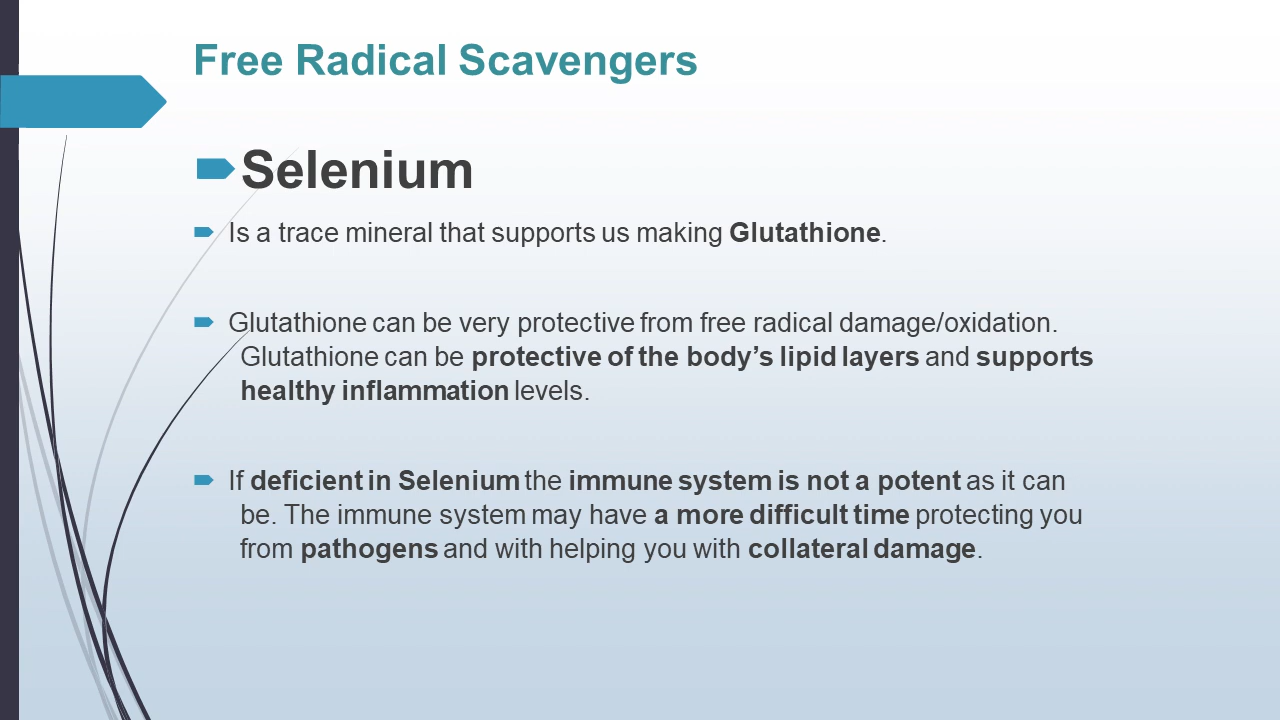 Free Radical Scavengers
Selenium
Is a trace mineral that supports us making Glutathione.
Glutathione can be very protective from free radical damage/oxidation.
Glutathione can be protective of the body’s lipid layers and supports
healthy inflammation levels.
If deficient in Selenium the immune system is not a potent as it can
be. The immune system may have a more difficult time protecting you
from pathogens and with helping you with collateral damage.